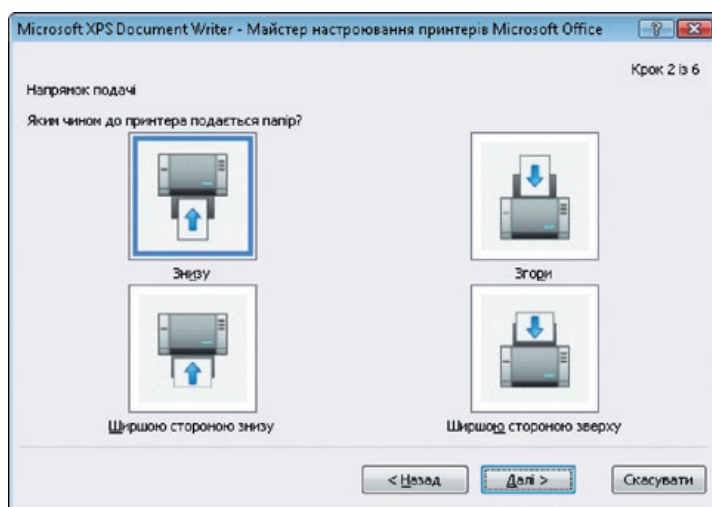 Microsoft XPS Document Writer - Майстер настроювання принтерів Microsoft Office
Крок 2 із 6
Напрямок подачі
Яким чином до принтера подається папір?
Знизу
Згори
Ширшою стороною знизу
Ширшою стороною зверху
< Назад
Далі >
Скасувати